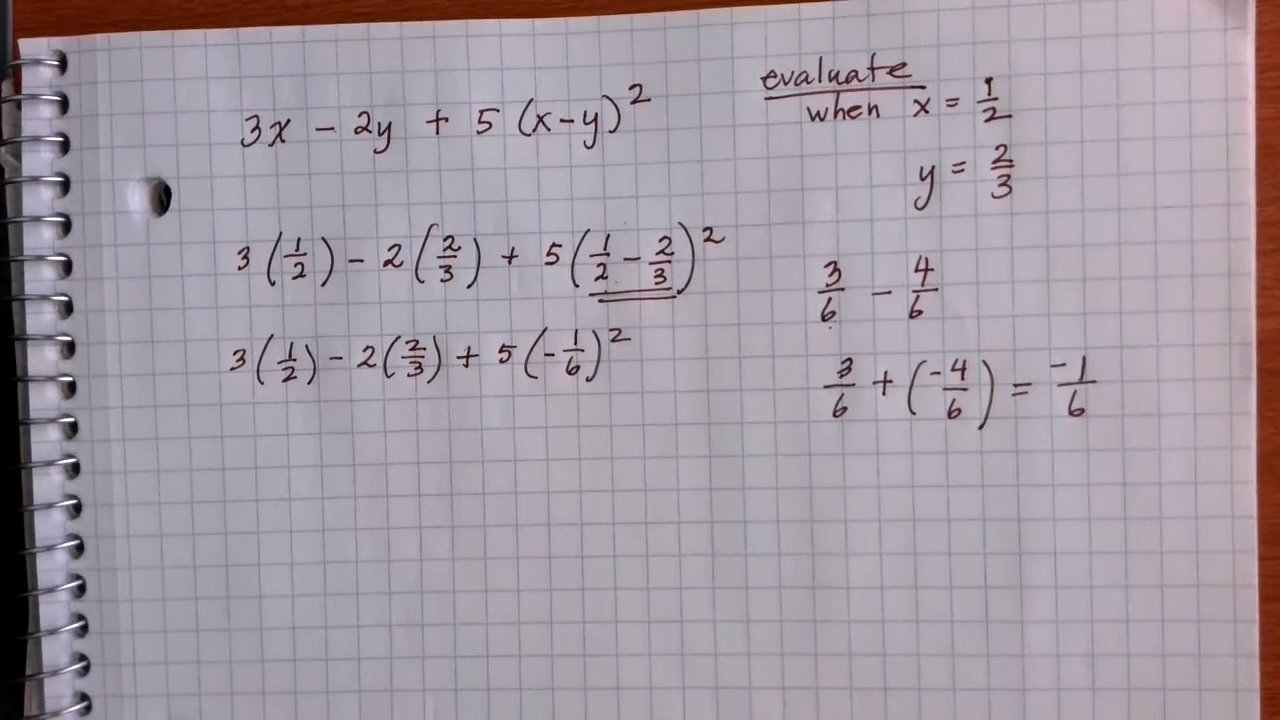 3x - 2y + 5 (x-y)²
evaluate
when x = 1/2
y = 2/3
3 (1/2) - 2 (2/3) + 5 (1/2 - 2/3)²
3/6 - 4/6
3 (1/2) - 2 (2/3) + 5 (-1/6)²
3/6 + (-4/6) = -1/6